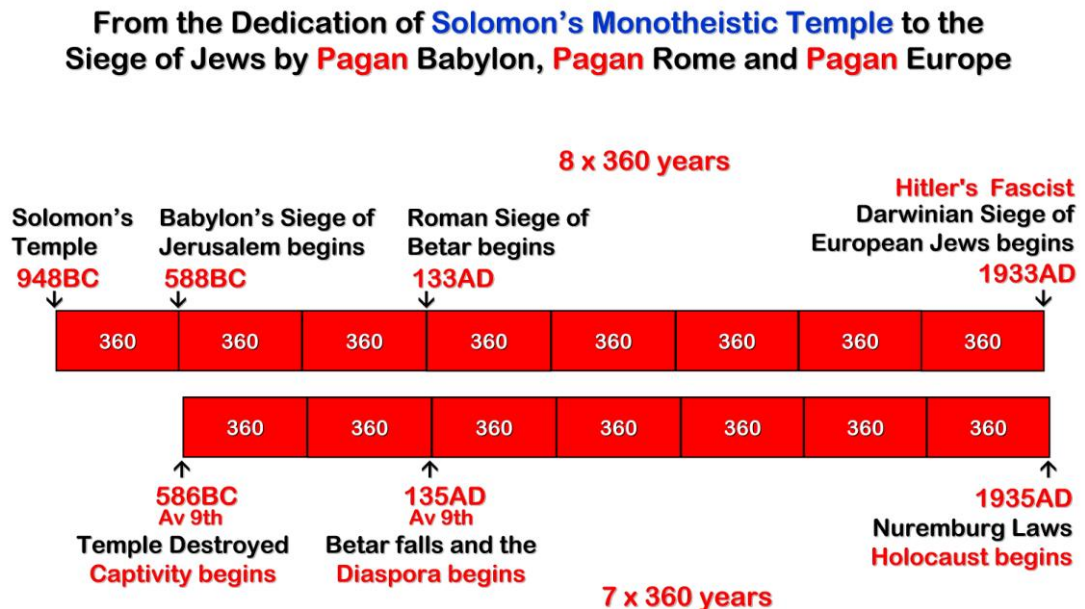 From the Dedication of Solomon's Monotheistic Temple to the
Siege of Jews by Pagan Babylon, Pagan Rome and Pagan Europe
8 x 360 years
Solomon's
Temple
948BC
Babylon's Siege of
Jerusalem begins
588BC
Roman Siege of
Betar begins
133AD
Hitler's Fascist
Darwinian Siege of
European Jews begins
1933AD
360 360 360 360 360 360 360 360
360 360 360 360 360 360 360
586BC
Av 9th
Temple Destroyed
Captivity begins
135AD
Av 9th
Betar falls and the
Diaspora begins
1935AD
Nuremburg Laws
Holocaust begins
7 x 360 years